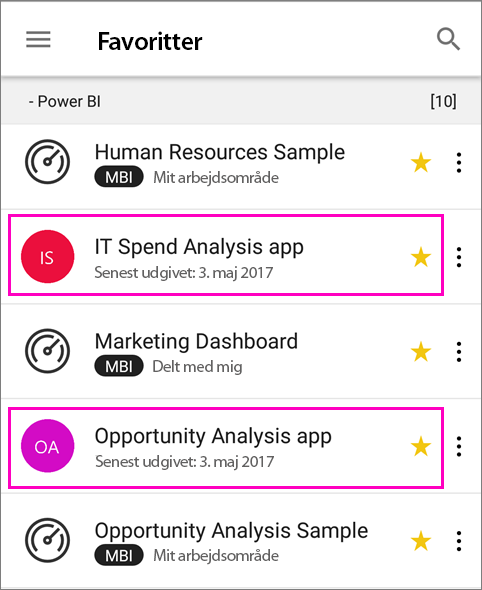 Favoritter
- Power BI [10]
Human Resources Sample
MBI Mit arbejdsområde
IS
IT Spend Analysis app
Senest udgivet: 3. maj 2017
Marketing Dashboard
MBI Delt med mig
OA
Opportunity Analysis app
Senest udgivet: 3. maj 2017
Opportunity Analysis Sample
MBI Mit arbejdsområde